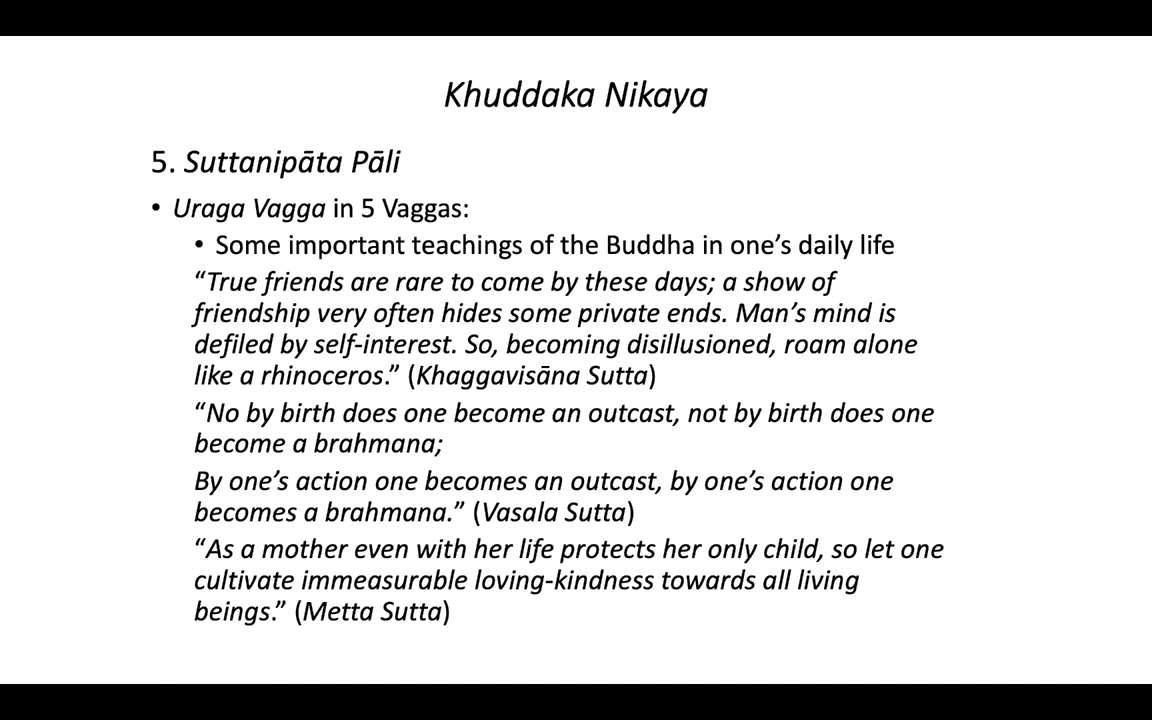 Khuddaka Nikaya
5. Suttanipāta Pāli
• Uraga Vagga in 5 Vaggas:
• Some important teachings of the Buddha in one’s daily life
“True friends are rare to come by these days; a show of
friendship very often hides some private ends. Man’s mind is
defiled by self-interest. So, becoming disillusioned, roam alone
like a rhinoceros.” (Khaggavisāna Sutta)
“No by birth does one become an outcast, not by birth does one
become a brahmana;
By one’s action one becomes an outcast, by one’s action one
becomes a brahmana.” (Vasala Sutta)
“As a mother even with her life protects her only child, so let one
cultivate immeasurable loving-kindness towards all living
beings.” (Metta Sutta)